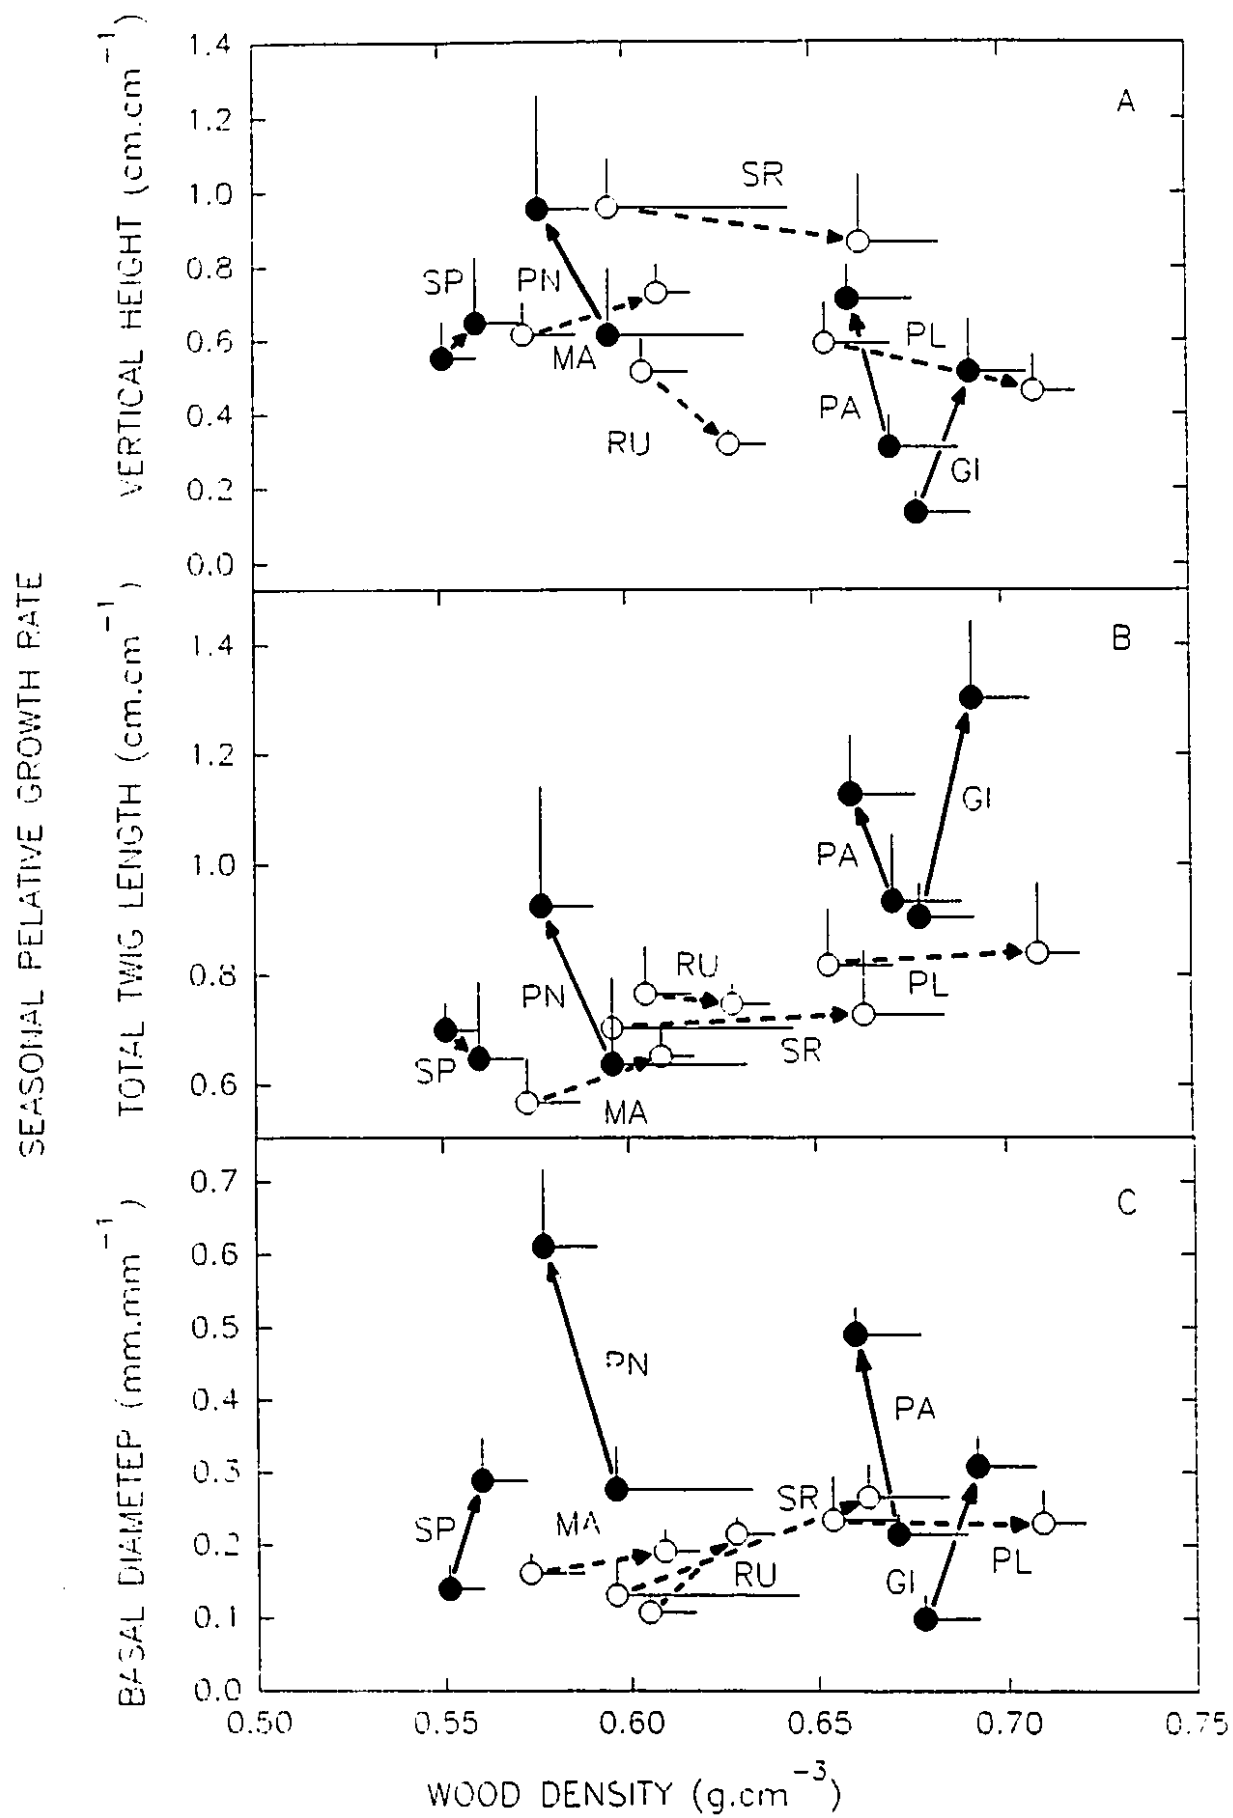 SEASONAL PELATIVE GROWTH RATE
VERTICAL HEIGHT (cm.cm⁻¹)
1.4
1.2
1.0
0.8
0.6
0.4
0.2
0.0
A
SR
SP
PN
MA
PL
PA
RU
GI
TOTAL TWIG LENGTH (cm.cm⁻¹)
1.4
1.2
1.0
0.8
0.6
B
GI
PA
RU
PN
PL
SP
SR
MA
BASAL DIAMETEP (mm.mm⁻¹)
0.7
0.6
0.5
0.4
0.3
0.2
0.1
0.0
C
PN
PA
SR
SP
MA
RU
GI
PL
0.50 0.55 0.60 0.65 0.70 0.75
WOOD DENSITY (g.cm⁻³)